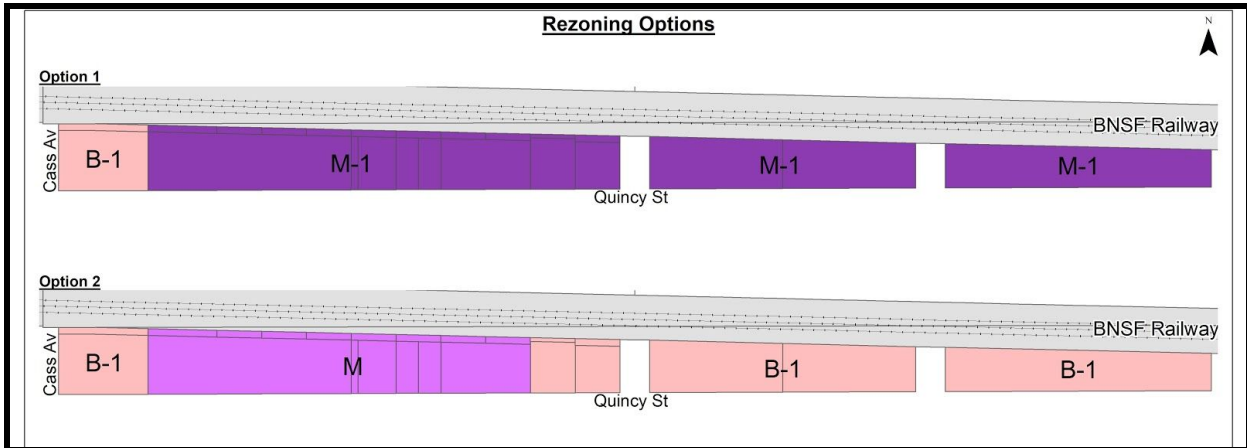 Rezoning Options
N
Option 1
BNSF Railway
Cass Av
B-1
M-1
M-1
M-1
Quincy St
Option 2
BNSF Railway
Cass Av
B-1
M
B-1
B-1
Quincy St